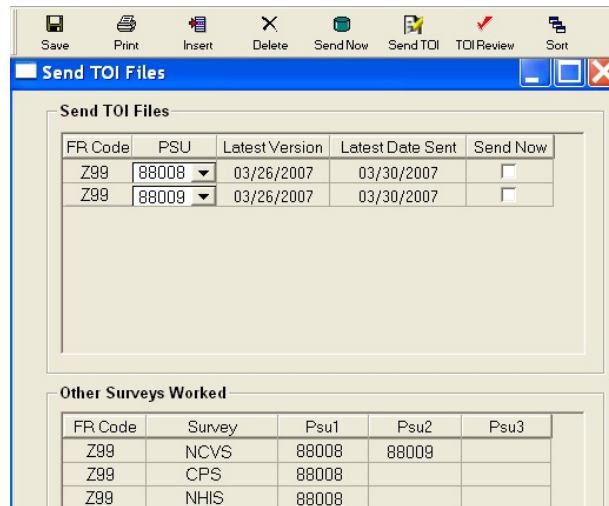 Save Print Insert Delete Send Now Send TOI TOI Review Sort
Send TOI Files
Send TOI Files
FR Code PSU Latest Version Latest Date Sent Send Now
Z99 88008 03/26/2007 03/30/2007
Z99 88009 03/26/2007 03/30/2007
Other Surveys Worked
FR Code Survey Psu1 Psu2 Psu3
Z99 NCVS 88008 88009
Z99 CPS 88008
Z99 NHIS 88008